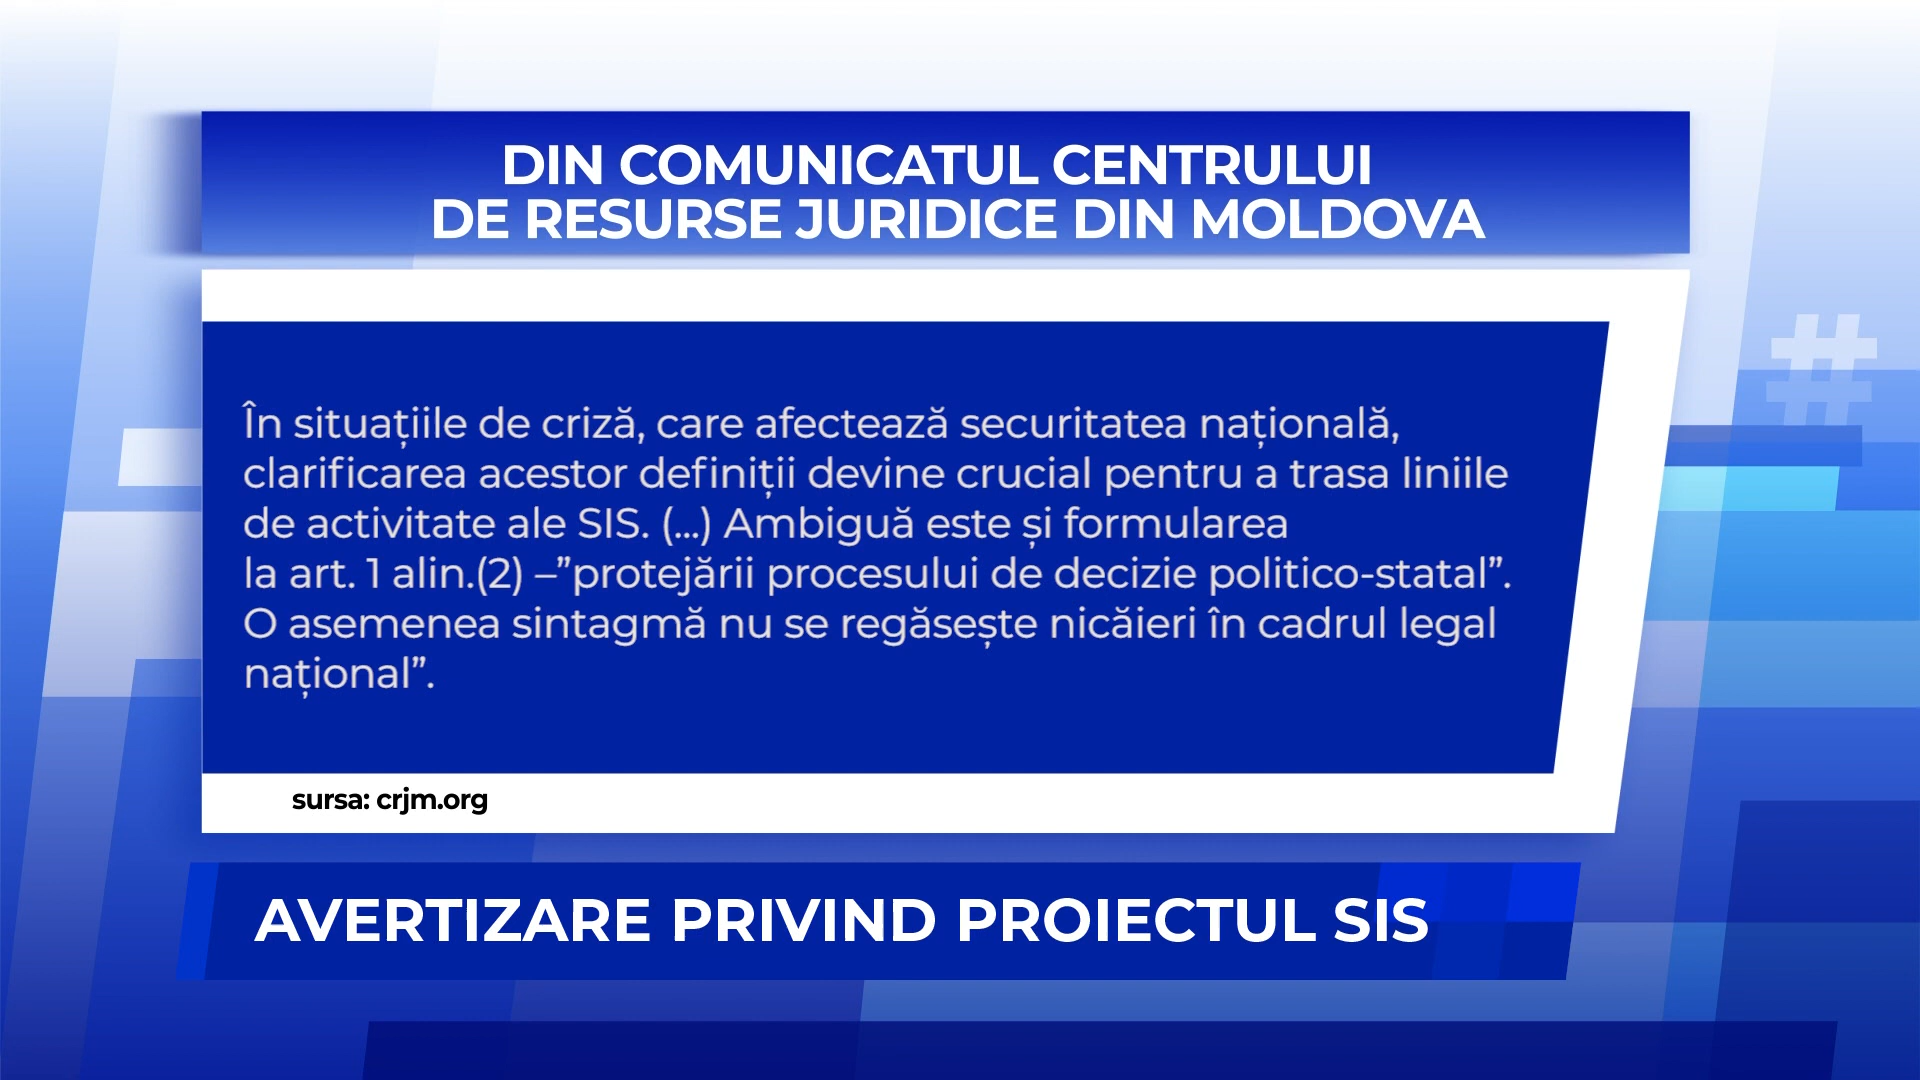 DIN COMUNICATUL CENTRULUI
DE RESURSE JURIDICE DIN MOLDOVA
În situațiile de criză, care afectează securitatea națională,
clarificarea acestor definiții devine crucial pentru a trasa liniile
de activitate ale SIS. (...) Ambiguă este și formularea
la art. 1 alin.(2) –”protejării procesului de decizie politico-statal”.
O asemenea sintagmă nu se regăsește nicăieri în cadrul legal
național”.
sursa: crjm.org
AVERTIZARE PRIVIND PROIECTUL SIS
#